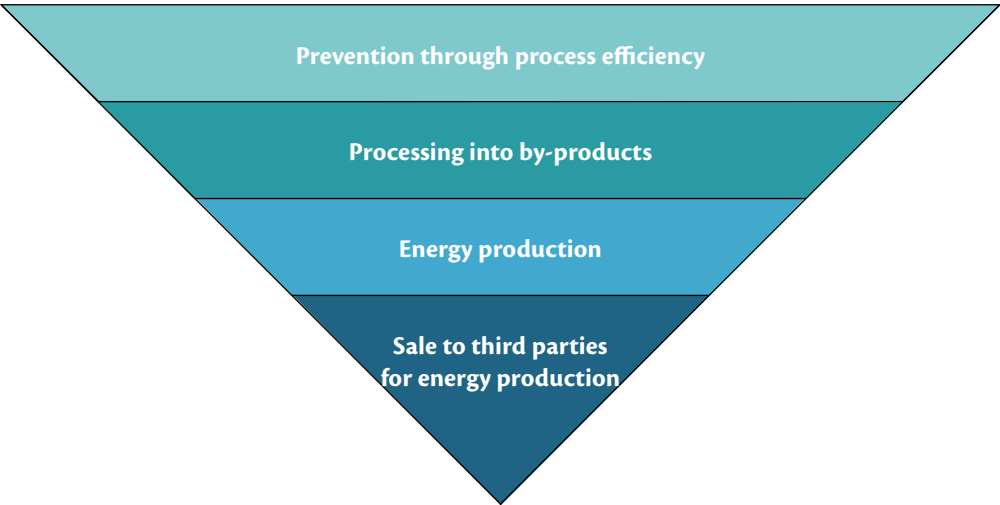 Prevention through process efficiency
Processing into by-products
Energy production
Sale to third parties
for energy production